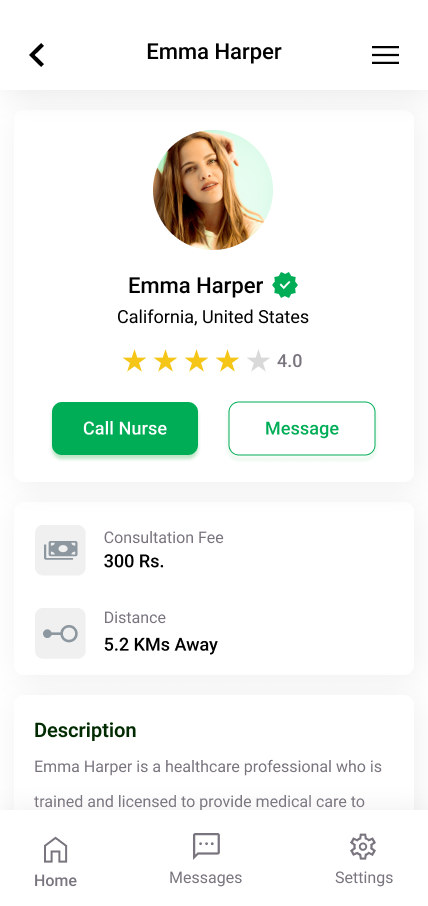 Emma Harper
Emma Harper
California, United States
4.0
Call Nurse
Message
Consultation Fee
300 Rs.
Distance
5.2 KMs Away
Description
Emma Harper is a healthcare professional who is
trained and licensed to provide medical care to
Home
Messages
Settings